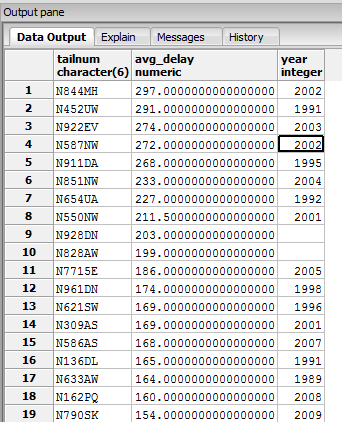 Output pane
Data Output Explain Messages History
tailnum avg_delay year
character(6) numeric integer
1 N844MH 297.0000000000000000 2002
2 N452UW 291.0000000000000000 1991
3 N922EV 274.0000000000000000 2003
4 N587NW 272.0000000000000000 2002
5 N911DA 268.0000000000000000 1995
6 N851NW 233.0000000000000000 2004
7 N654UA 227.0000000000000000 1992
8 N550NW 211.5000000000000000 2001
9 N928DN 203.0000000000000000
10 N828AW 199.0000000000000000
11 N7715E 186.0000000000000000 2005
12 N961DN 174.0000000000000000 1998
13 N621SW 169.0000000000000000 1996
14 N309AS 169.0000000000000000 2001
15 N586AS 168.0000000000000000 2007
16 N136DL 165.0000000000000000 1991
17 N633AW 164.0000000000000000 1989
18 N162PQ 160.0000000000000000 2008
19 N790SK 154.0000000000000000 2009